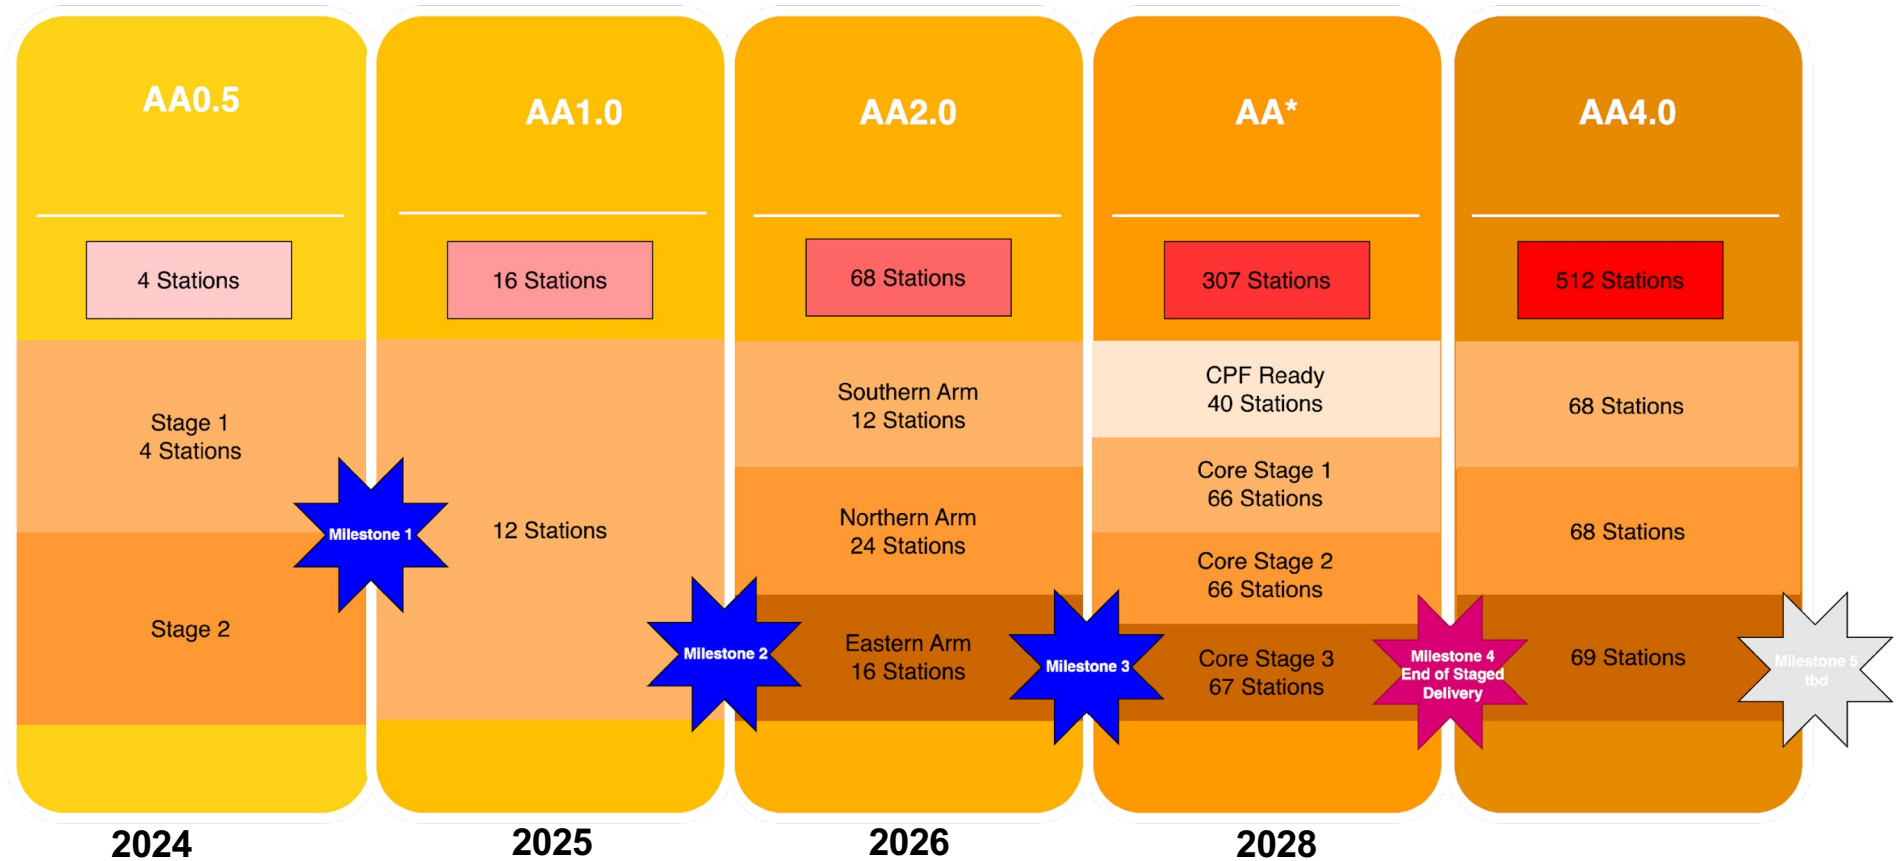 AA0.5
4 Stations
Stage 1
4 Stations
Stage 2
Milestone 1
2024
AA1.0
16 Stations
12 Stations
Milestone 2
2025
AA2.0
68 Stations
Southern Arm
12 Stations
Northern Arm
24 Stations
Eastern Arm
16 Stations
Milestone 3
2026
AA*
307 Stations
CPF Ready
40 Stations
Core Stage 1
66 Stations
Core Stage 2
66 Stations
Core Stage 3
67 Stations
Milestone 4
End of Staged
Delivery
2028
AA4.0
512 Stations
68 Stations
68 Stations
69 Stations
Milestone 5
tbd